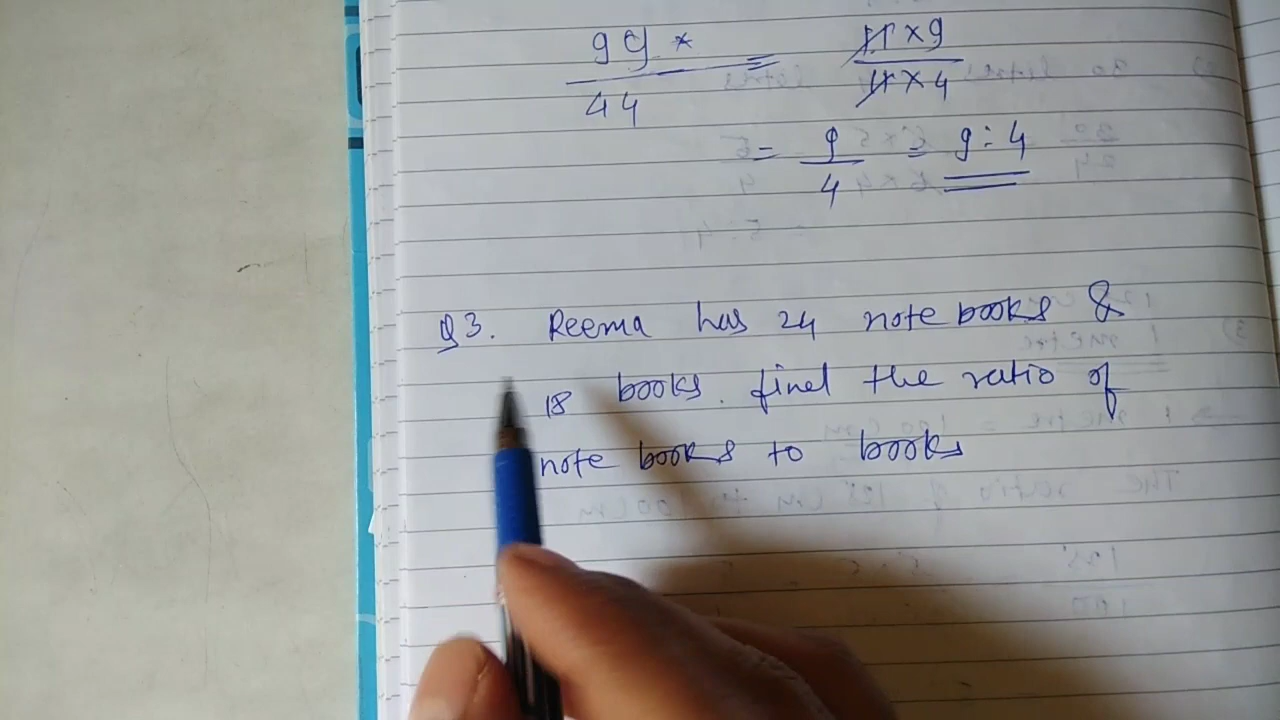 99 * = 11 × 9
44 11 × 4
= 9 = 9 : 4
4
Q3. Reema has 24 note books &
18 books. find the ratio of
note books to books